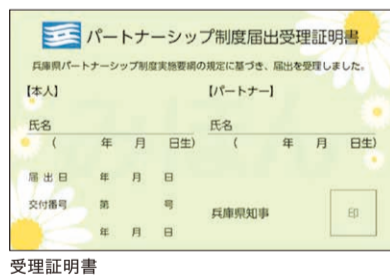 パートナーシップ制度届出受理証明書
兵庫県パートナーシップ制度実施要綱の規定に基づき、届出を受理しました。
【本人】 【パートナー】
氏名 氏名
( 年 月 日生) ( 年 月 日生)
届出日 年 月 日
交付番号 第 号
兵庫県知事 印
年 月 日
みほん
受理証明書